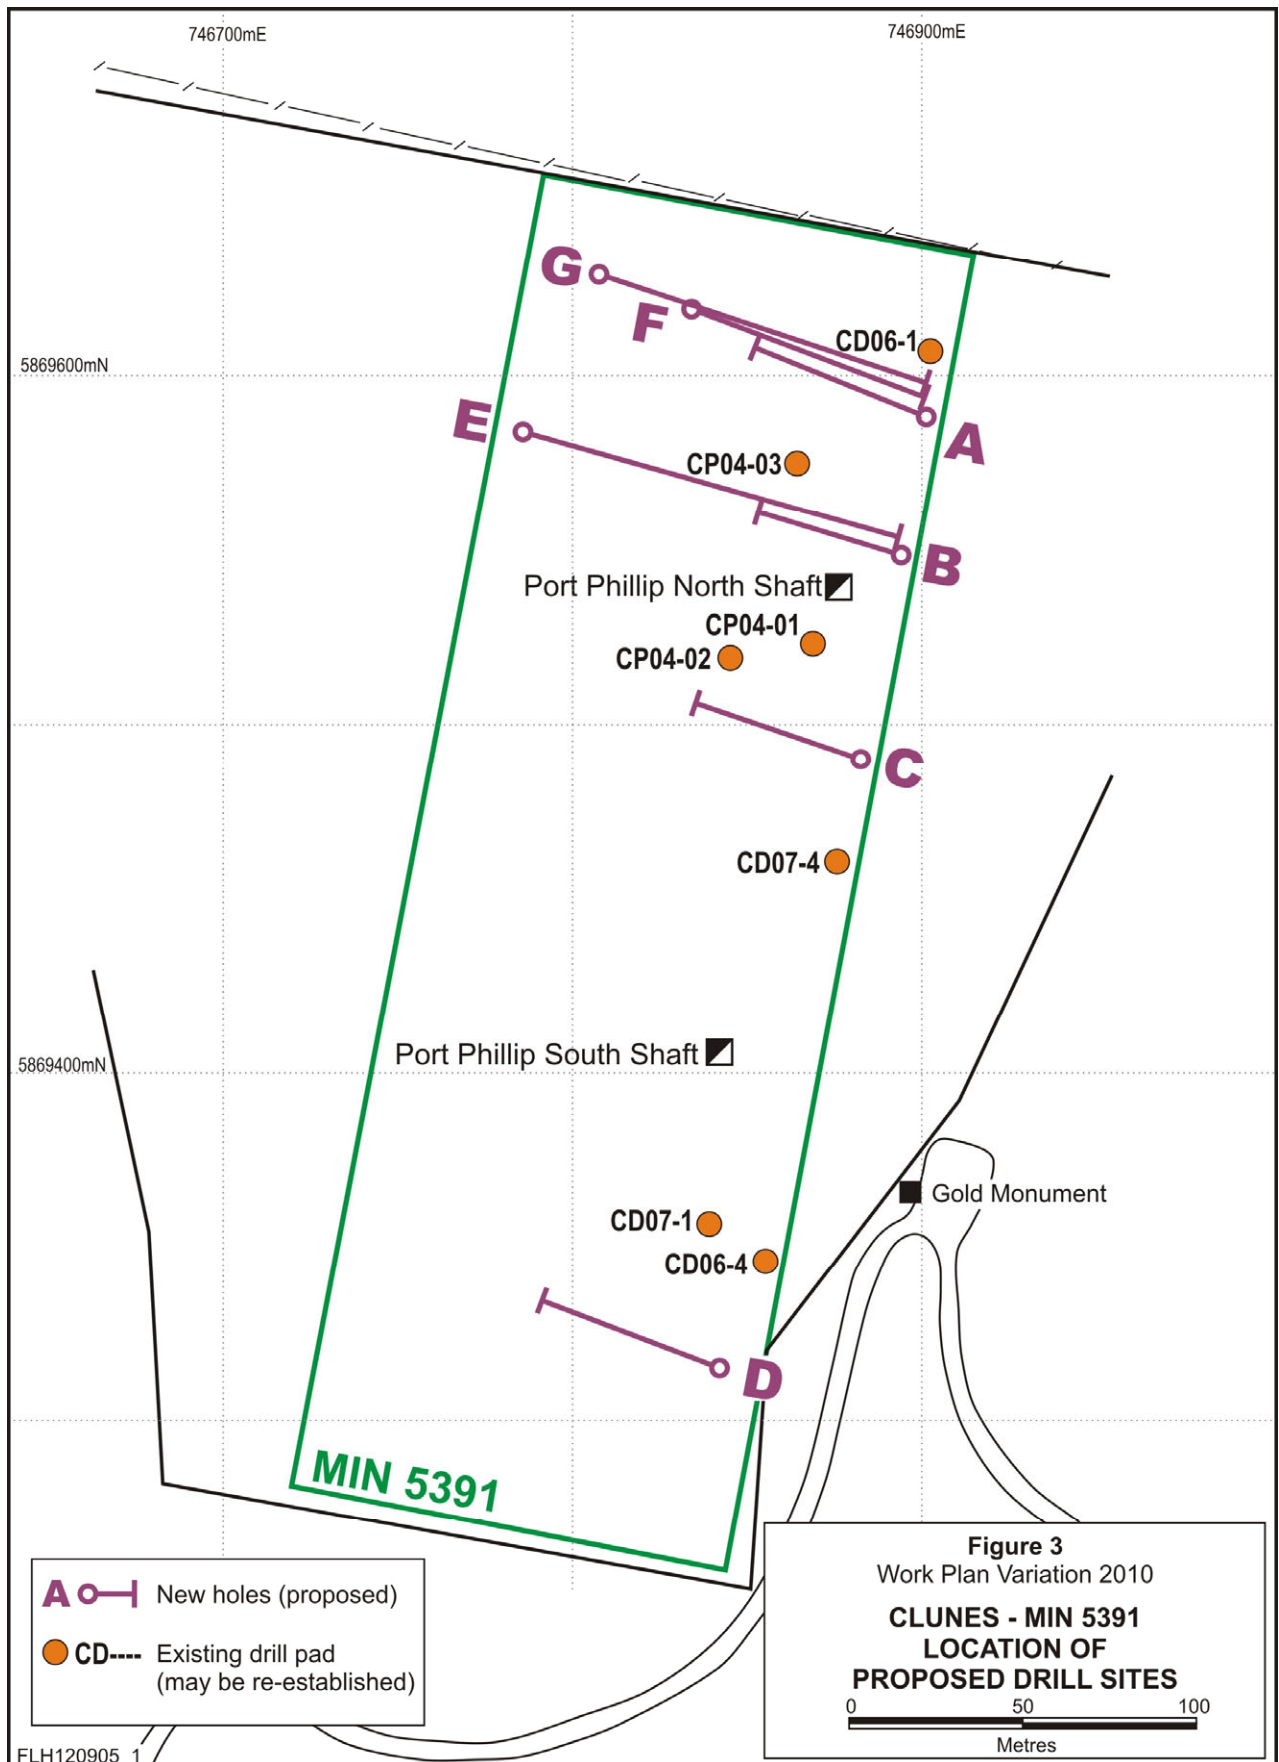 746700mE
746900mE
G
F
CD06-1
5869600mN
E
A
CP04-03
B
Port Phillip North Shaft
CP04-01
CP04-02
C
CD07-4
Port Phillip South Shaft
5869400mN
Gold Monument
CD07-1
CD06-4
D
MIN 5391
A New holes (proposed)
CD---- Existing drill pad
(may be re-established)
Figure 3
Work Plan Variation 2010
CLUNES - MIN 5391
LOCATION OF
PROPOSED DRILL SITES
0 50 100
Metres
FLH120905_1